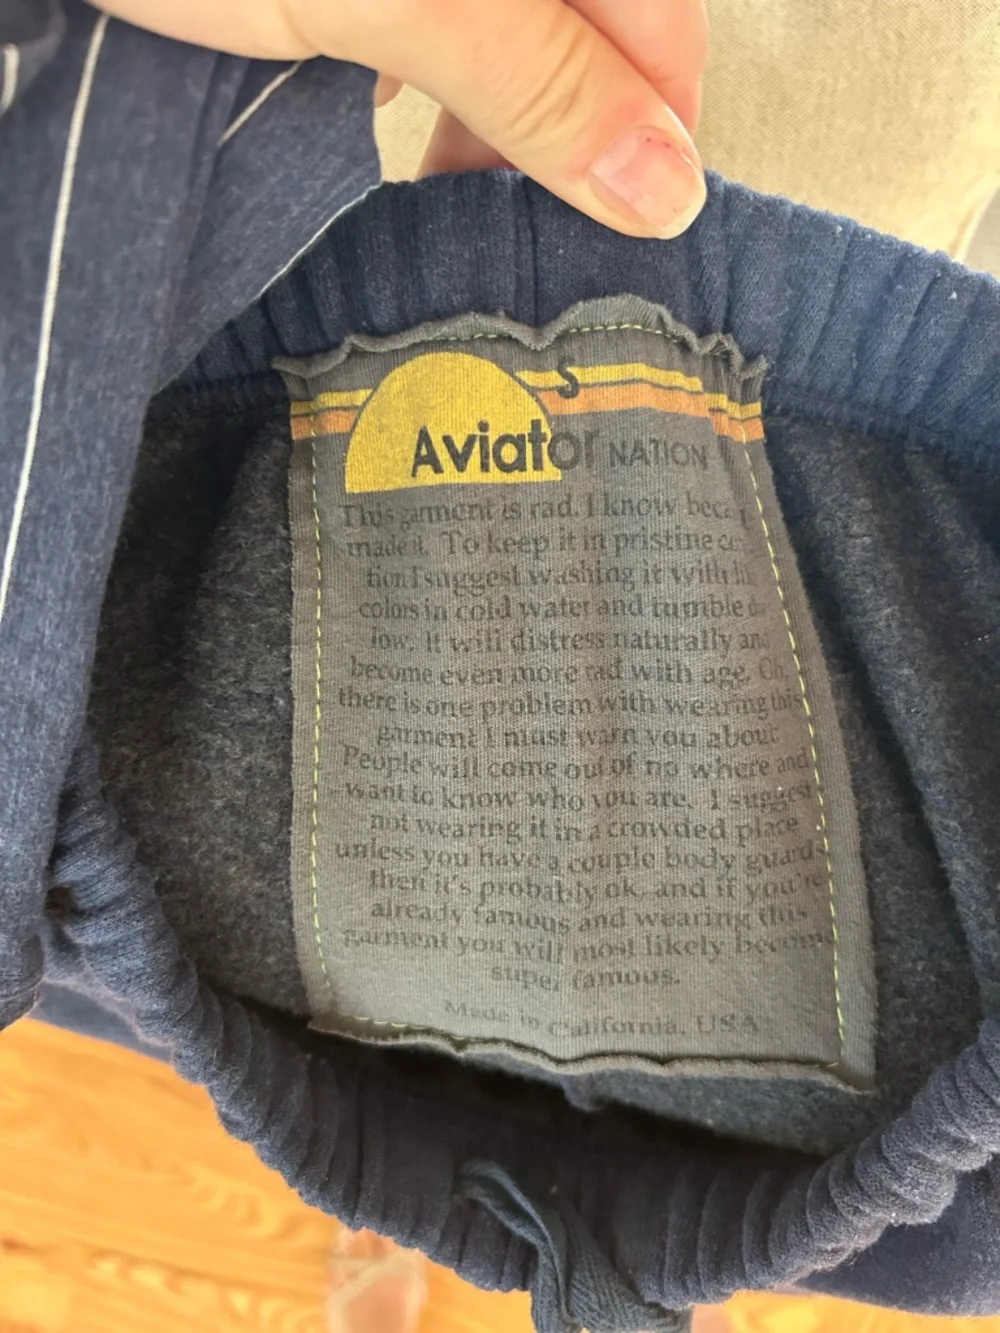 S
Aviator NATION
This garment is rad. I know beca I
made it. To keep it in pristine co
tion I suggest washing it with
colors in cold water and tumble d
low. It will distress naturally an
become even more rad with age. Oh,
there is one problem with wearing this
garment I must warn you about
People will come out of no where and
want to know who you are. I suggest
not wearing it in a crowded place
unless you have a couple body guards
then it's probably ok. and if you're
already famous and wearing this
garment you will most likely become
super famous.
Made in California, USA